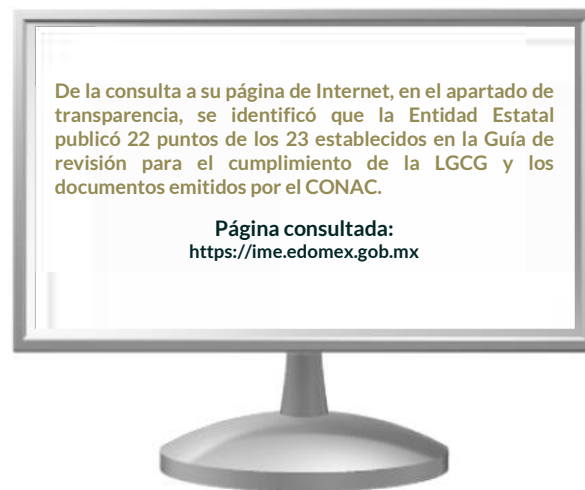 De la consulta a su página de Internet, en el apartado de
transparencia, se identificó que la Entidad Estatal
publicó 22 puntos de los 23 establecidos en la Guía de
revisión para el cumplimiento de la LGCG y los
documentos emitidos por el CONAC.
Página consultada:
https://ime.edomex.gob.mx